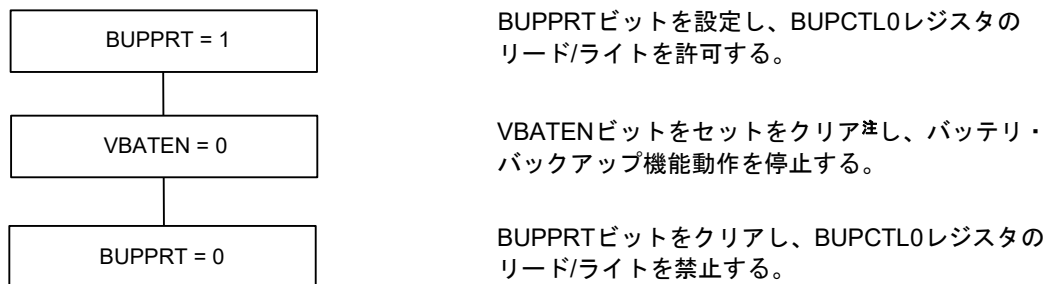 BUPPRT = 1
BUPPRTビットを設定し、BUPCTL0レジスタの
リード/ライトを許可する。
VBATEN = 0
VBATENビットをセットをクリア注し、バッテリ・
バックアップ機能動作を停止する。
BUPPRT = 0
BUPPRTビットをクリアし、BUPCTL0レジスタの
リード/ライトを禁止する。